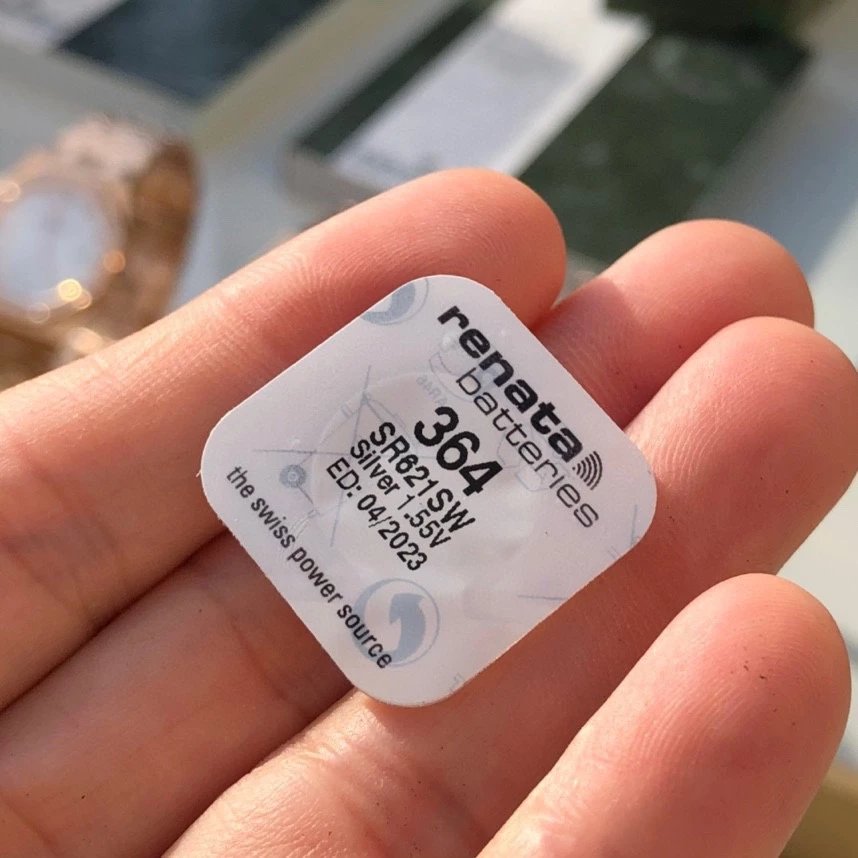 renata
batteries
364
SR621SW
Silver 1.55V
ED: 04/2023
the swiss power source